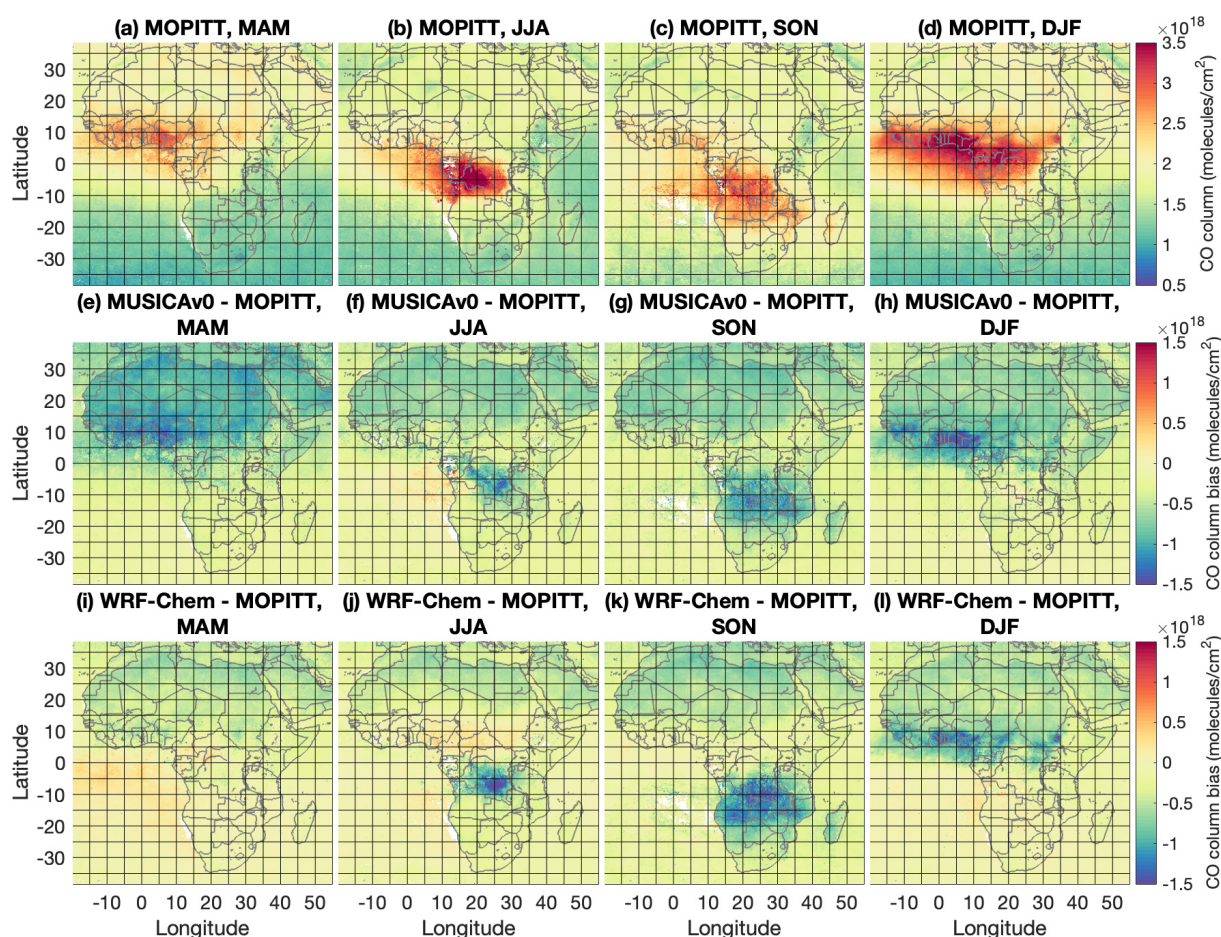 (a) MOPITT, MAM
(b) MOPITT, JJA
(c) MOPITT, SON
(d) MOPITT, DJF
×10^18
3.5
3
2.5
2
1.5
1
0.5
CO column (molecules/cm²)
Latitude
30
20
10
0
-10
-20
-30
(e) MUSICAv0 - MOPITT,
MAM
(f) MUSICAv0 - MOPITT,
JJA
(g) MUSICAv0 - MOPITT,
SON
(h) MUSICAv0 - MOPITT,
DJF
×10^18
1.5
1
0.5
0
-0.5
-1
-1.5
CO column bias (molecules/cm²)
Latitude
30
20
10
0
-10
-20
-30
(i) WRF-Chem - MOPITT,
MAM
(j) WRF-Chem - MOPITT,
JJA
(k) WRF-Chem - MOPITT,
SON
(l) WRF-Chem - MOPITT,
DJF
×10^18
1.5
1
0.5
0
-0.5
-1
-1.5
CO column bias (molecules/cm²)
Latitude
30
20
10
0
-10
-20
-30
-10 0 10 20 30 40 50
-10 0 10 20 30 40 50
-10 0 10 20 30 40 50
-10 0 10 20 30 40 50
Longitude
Longitude
Longitude
Longitude